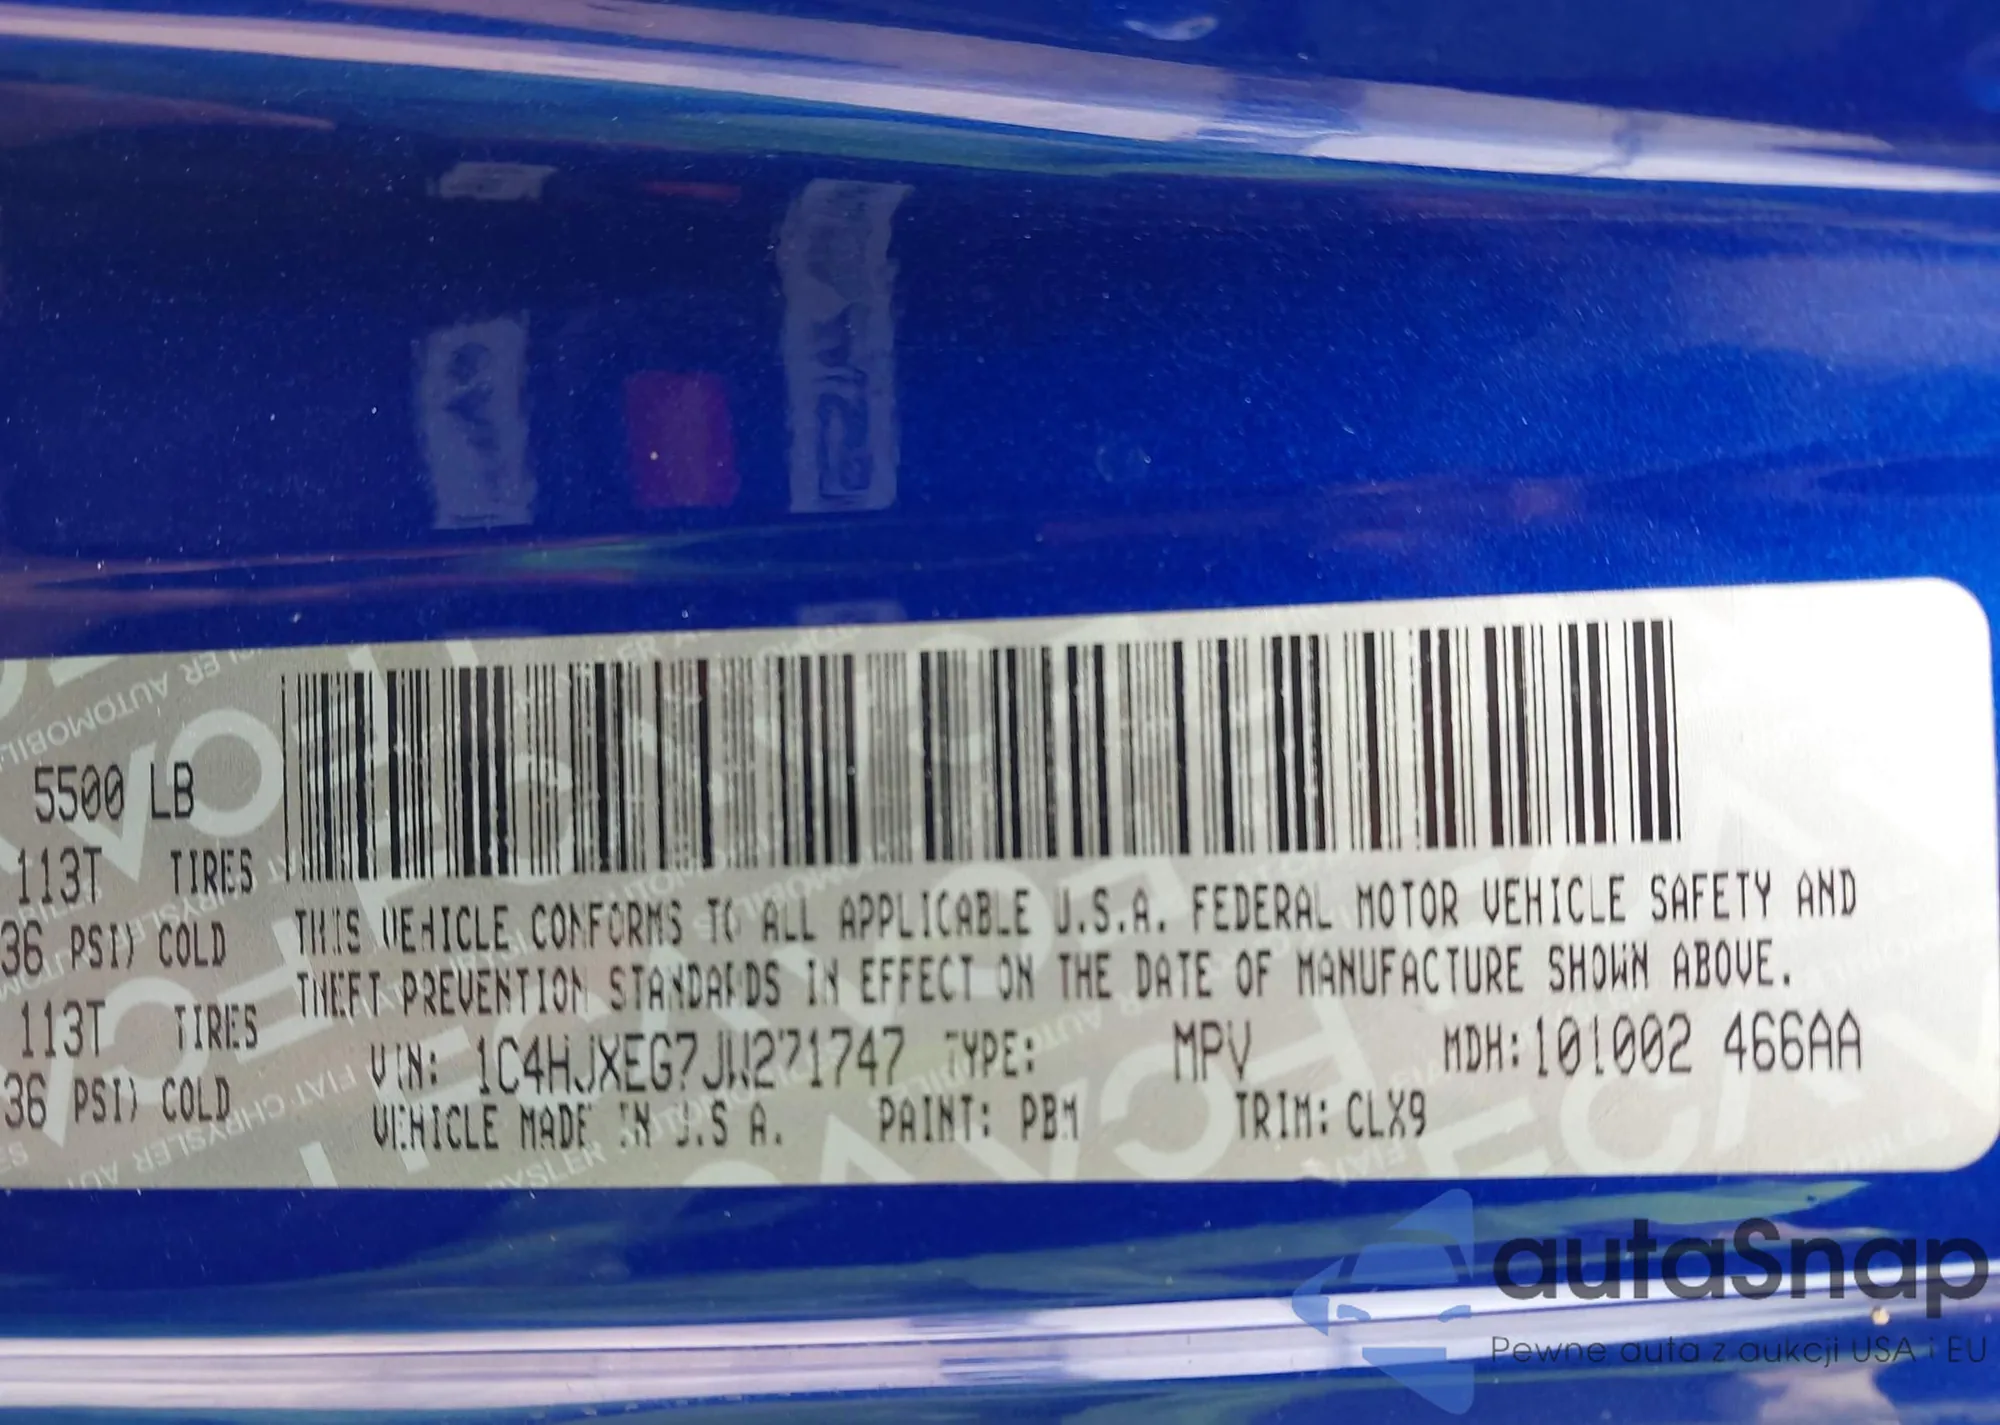 5500 LB
113T TIRES
36 PSI) COLD
113T TIRES
36 PSI) COLD
THIS VEHICLE CONFORMS TO ALL APPLICABLE U.S.A. FEDERAL MOTOR VEHICLE SAFETY AND
THEFT PREVENTION STANDARDS IN EFFECT ON THE DATE OF MANUFACTURE SHOWN ABOVE.
VIN: 1C4HJXEG7JW271747 TYPE: MPV MDH:101002 466AA
VEHICLE MADE IN U.S.A. PAINT: PBM TRIM: CLX9
autaSnap
Pewne auta z aukcji USA i EU